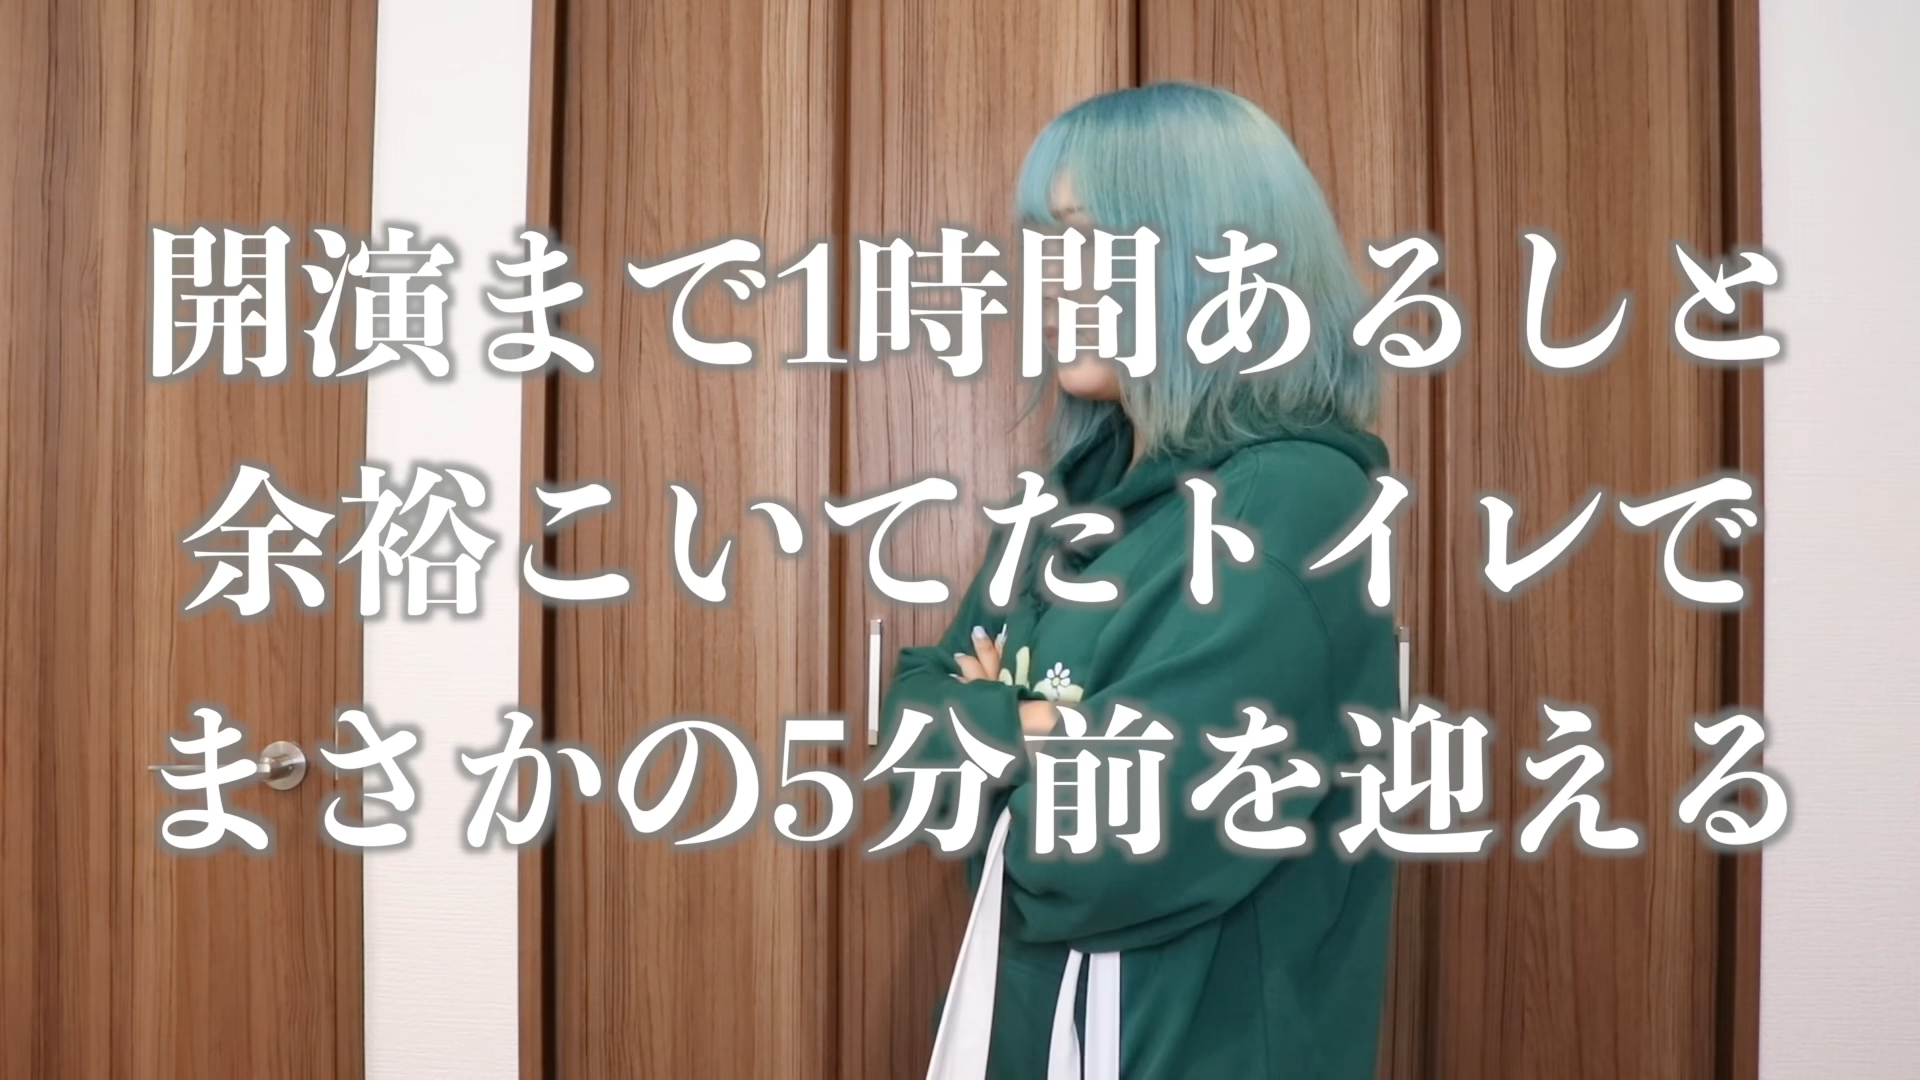 開演まで1時間あるしと
余裕こいてたトイレで
まさかの5分前を迎える